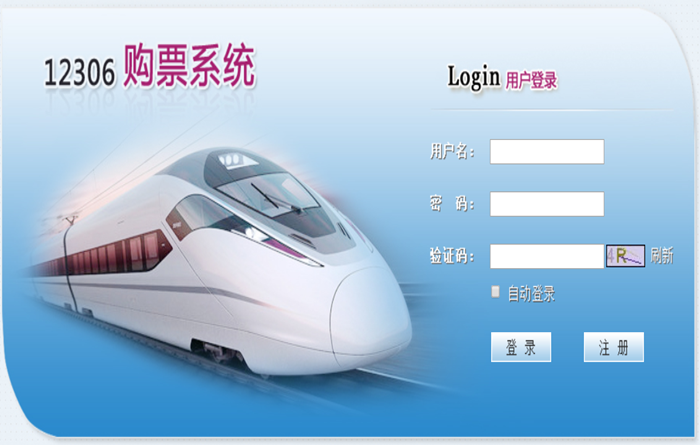 12306 购票系统
Login 用户登录
用户名：
密 码：
验证码： 4R 刷新
自动登录
登 录 注 册